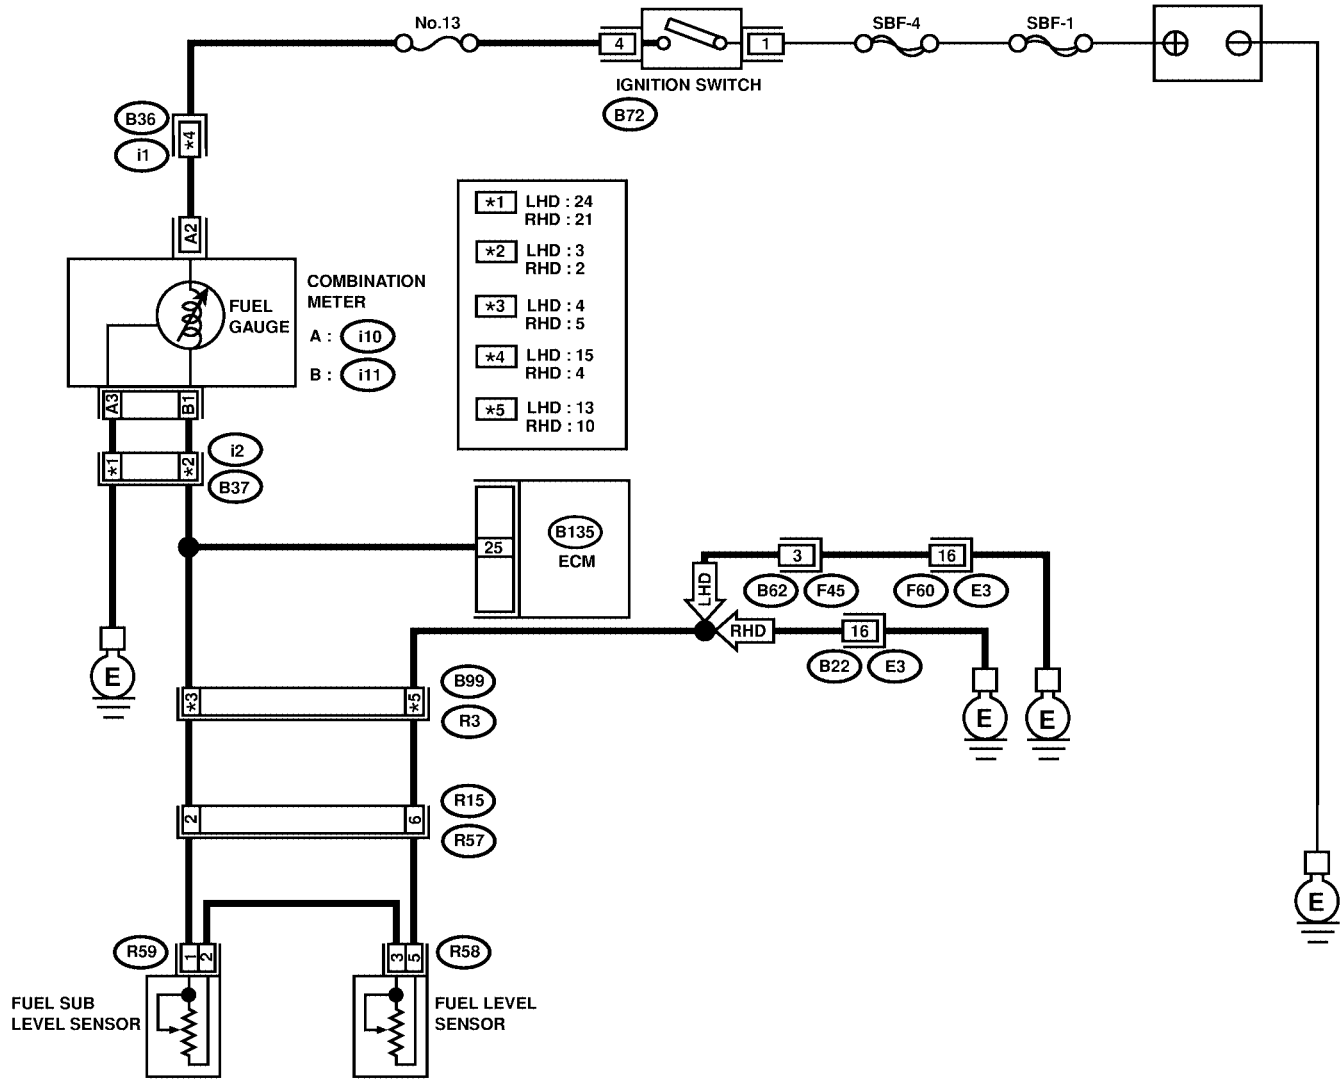 No.13
SBF-4
SBF-1
4
1
IGNITION SWITCH
B72
B36
*4
i1
*1 LHD : 24
RHD : 21
*2 LHD : 3
RHD : 2
*3 LHD : 4
RHD : 5
*4 LHD : 15
RHD : 4
*5 LHD : 13
RHD : 10
A2
FUEL
GAUGE
COMBINATION
METER
A : i10
B : i11
A3
B1
i2
*1
*2
B37
25
B135
ECM
LHD
3
16
B62
F45
F60
E3
RHD
16
B22
E3
E
E
E
B99
*3
*5
R3
R15
2
6
R57
E
R59
1
2
3
5
R58
FUEL SUB
LEVEL SENSOR
FUEL LEVEL
SENSOR